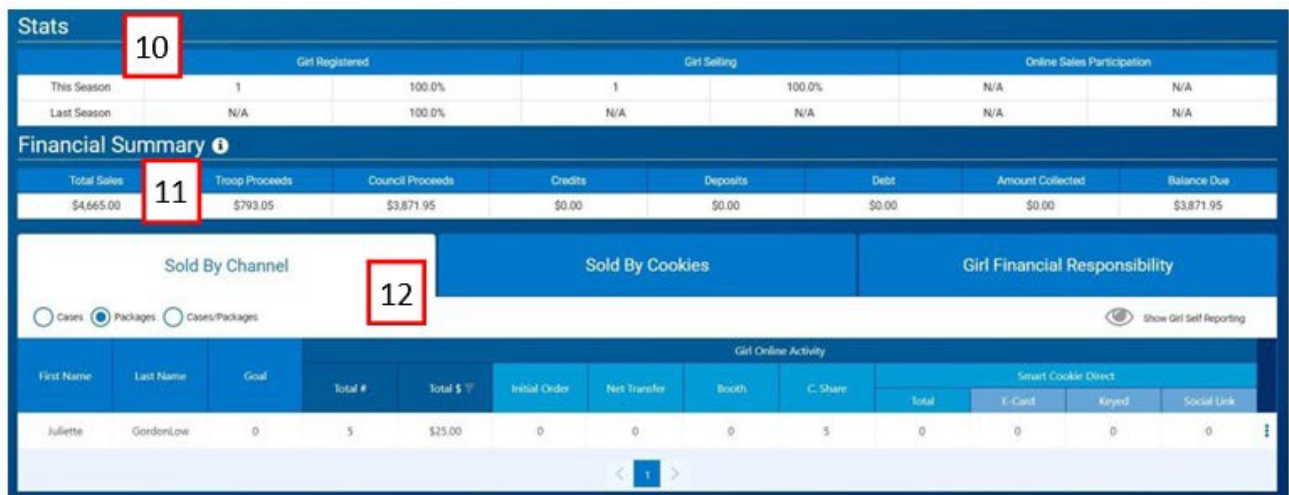 Stats
10
Girl Registered Girl Selling Online Sales Participation
This Season 1 100.0% 1 100.0% N/A N/A
Last Season N/A 100.0% N/A N/A N/A N/A
Financial Summary i
11
Total Sales Troop Proceeds Council Proceeds Credits Deposits Debt Amount Collected Balance Due
$4,665.00 $793.05 $3,871.95 $0.00 $0.00 $0.00 $0.00 $3,871.95
Sold By Channel Sold By Cookies Girl Financial Responsibility
12
Cases Packages Cases/Packages Show Girl Self Reporting
Girl Online Activity
First Name Last Name Goal Total # Total $ Initial Order Net Transfer Booth C. Share Smart Cookie Direct
Total E-Card Keyed Social Link
Juliette GordonLow 0 5 $25.00 0 0 0 5 0 0 0 0
< 1 >